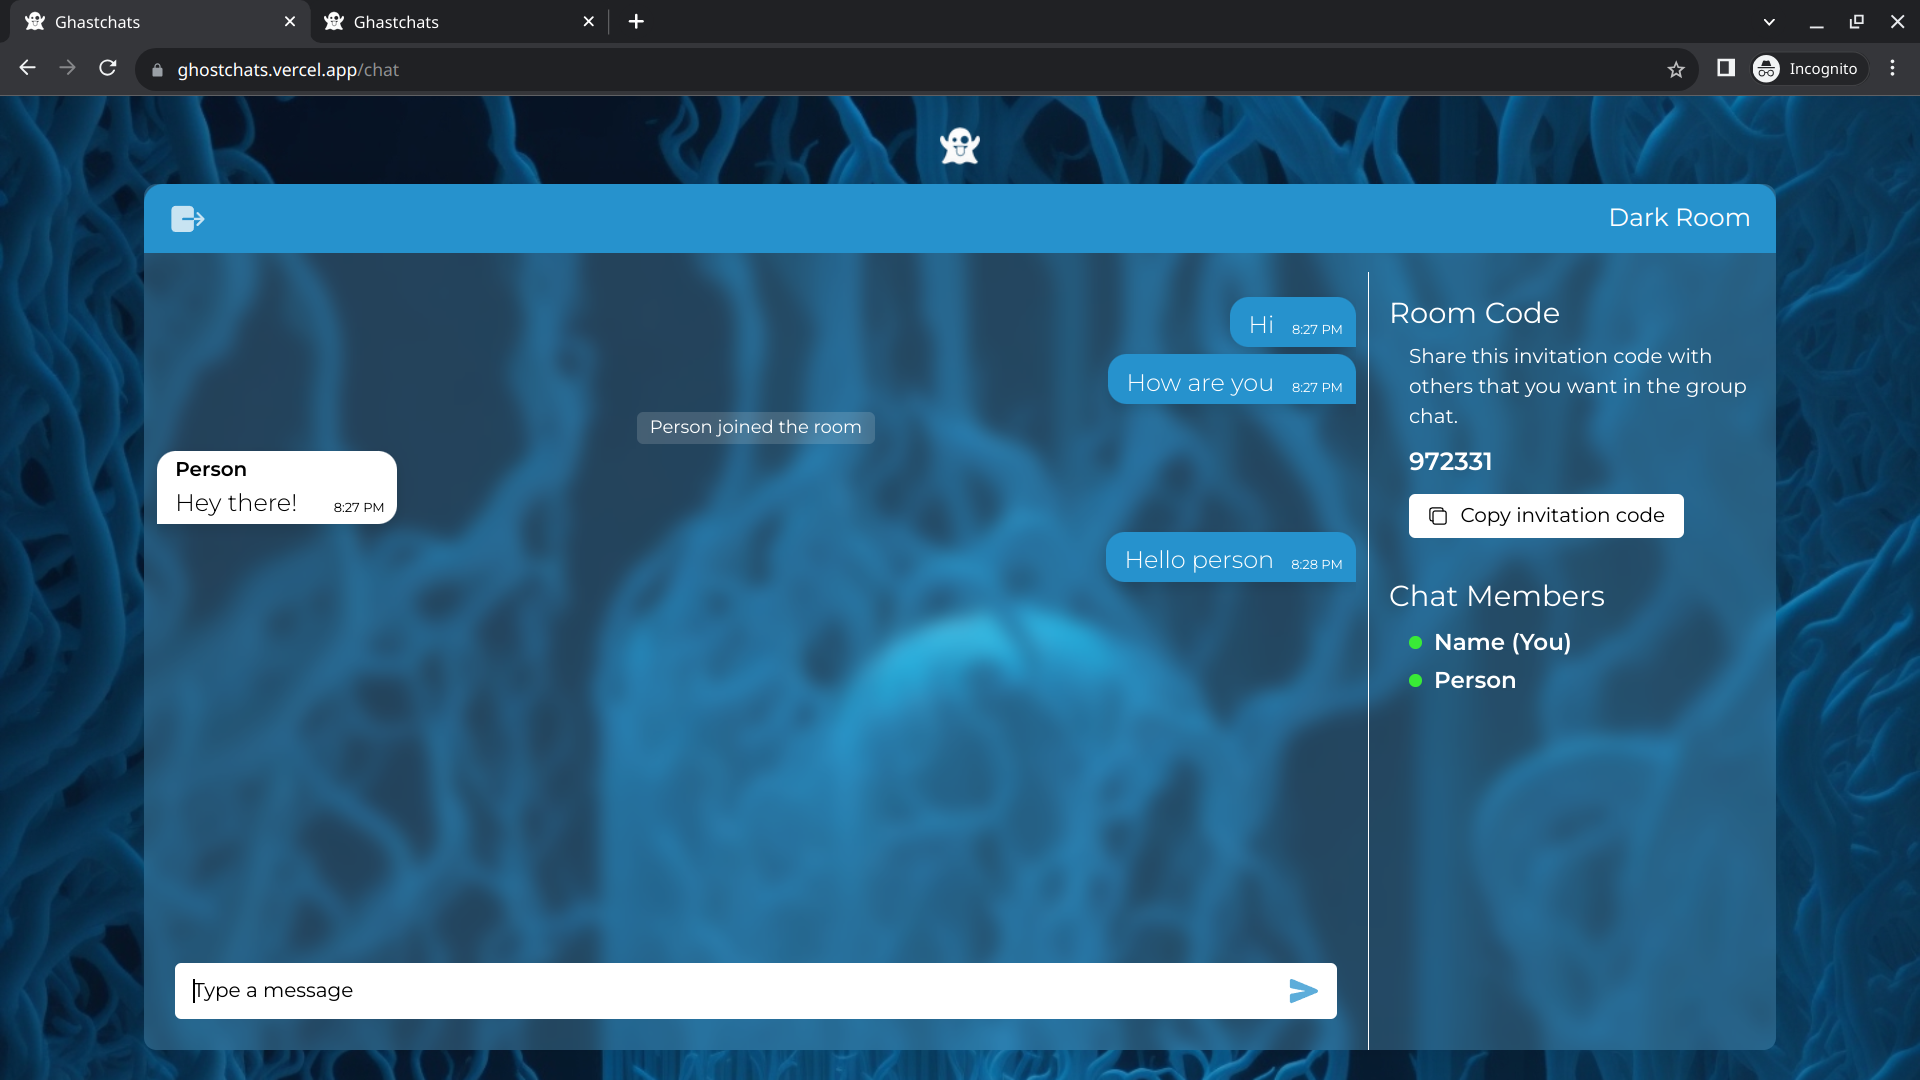 Ghastchats
Ghastchats
ghostchats.vercel.app/chat
Incognito
Dark Room
Hi 8:27 PM
How are you 8:27 PM
Person joined the room
Person
Hey there! 8:27 PM
Hello person 8:28 PM
Type a message
Room Code
Share this invitation code with
others that you want in the group
chat.
972331
Copy invitation code
Chat Members
Name (You)
Person